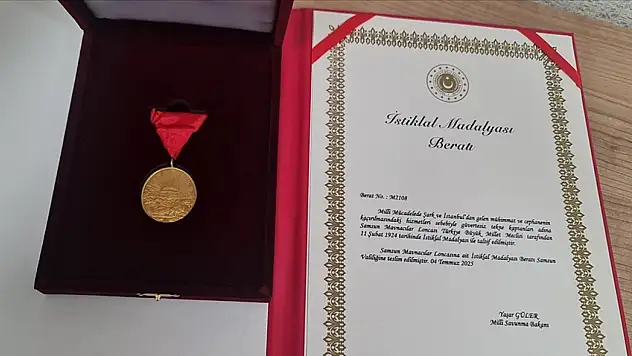 İstiklal Madalyası
Beratı
Berat No. : M2108
Milli Mücadelede Şark ve İstanbul'dan gelen mühimmat ve cephanenin
kaçırılmasındaki hizmetleri sebebiyle güvertesiz tekne kaptanları adına
Samsun Mavnacılar Loncası Türkiye Büyük Millet Meclisi tarafından
11 Şubat 1924 tarihinde İstiklal Madalyası ile taltif edilmiştir.
Samsun Mavnacılar Loncasına ait İstiklal Madalyası Beratı Samsun
Valiliğine teslim edilmiştir. 04 Temmuz 2025
Yaşar GÜLER
Milli Savunma Bakanı